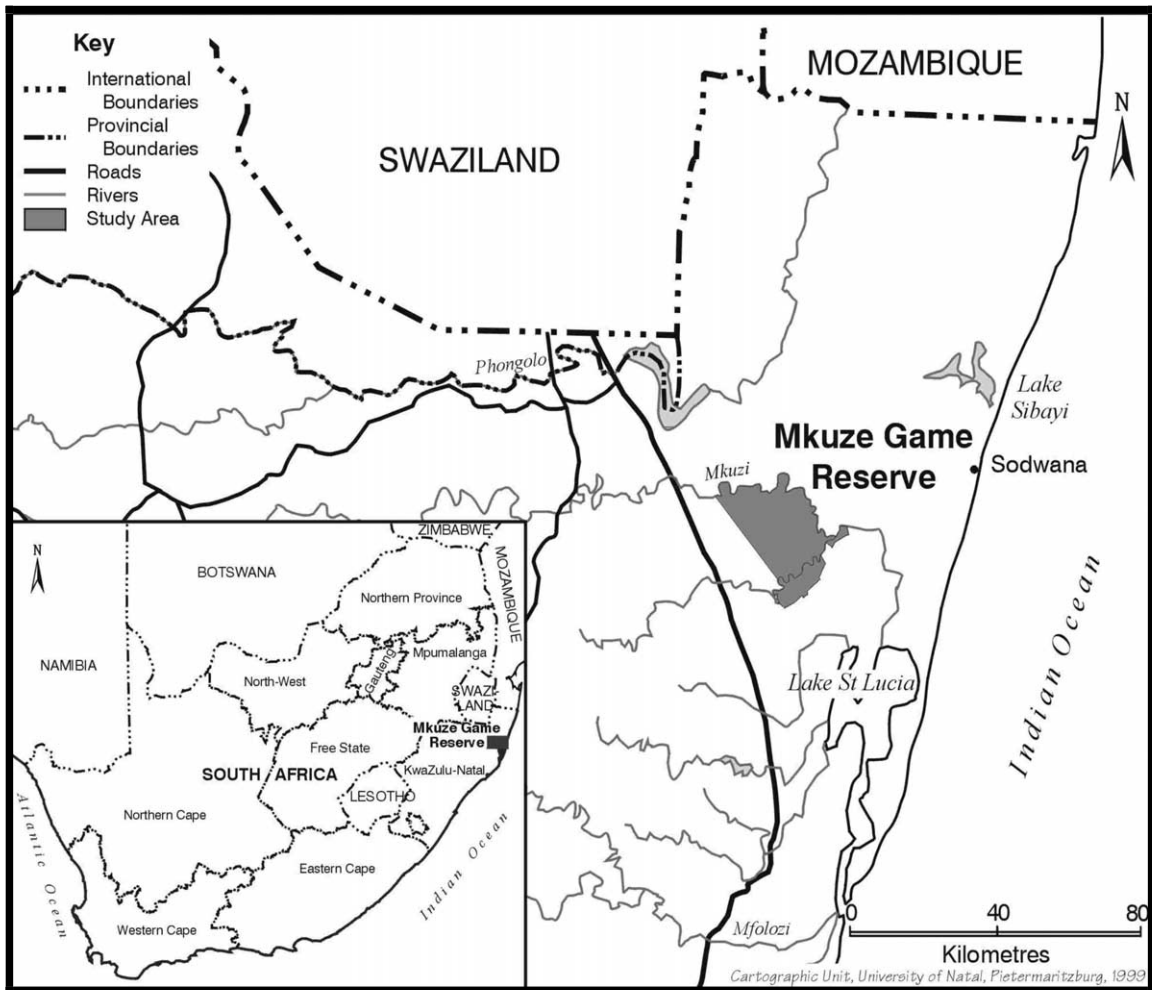 Key
International
Boundaries
Provincial
Boundaries
Roads
Rivers
Study Area
SWAZILAND
MOZAMBIQUE
N
Phongolo
Lake
Sibayi
Mkuze Game
Reserve
Sodwana
Mkuzi
Lake St Lucia
Indian Ocean
Mfolozi
0 40 80
Kilometres
Cartographic Unit, University of Natal, Pietermaritzburg, 1999
N
ZIMBABWE
BOTSWANA
MOZAMBIQUE
Northern Province
NAMIBIA
North-West
Gauteng
Mpumalanga
SWAZI-
LAND
Mkuze Game
Reserve
Free State
SOUTH AFRICA
KwaZulu-Natal
LESOTHO
Northern Cape
Atlantic Ocean
Eastern Cape
Indian Ocean
Western Cape